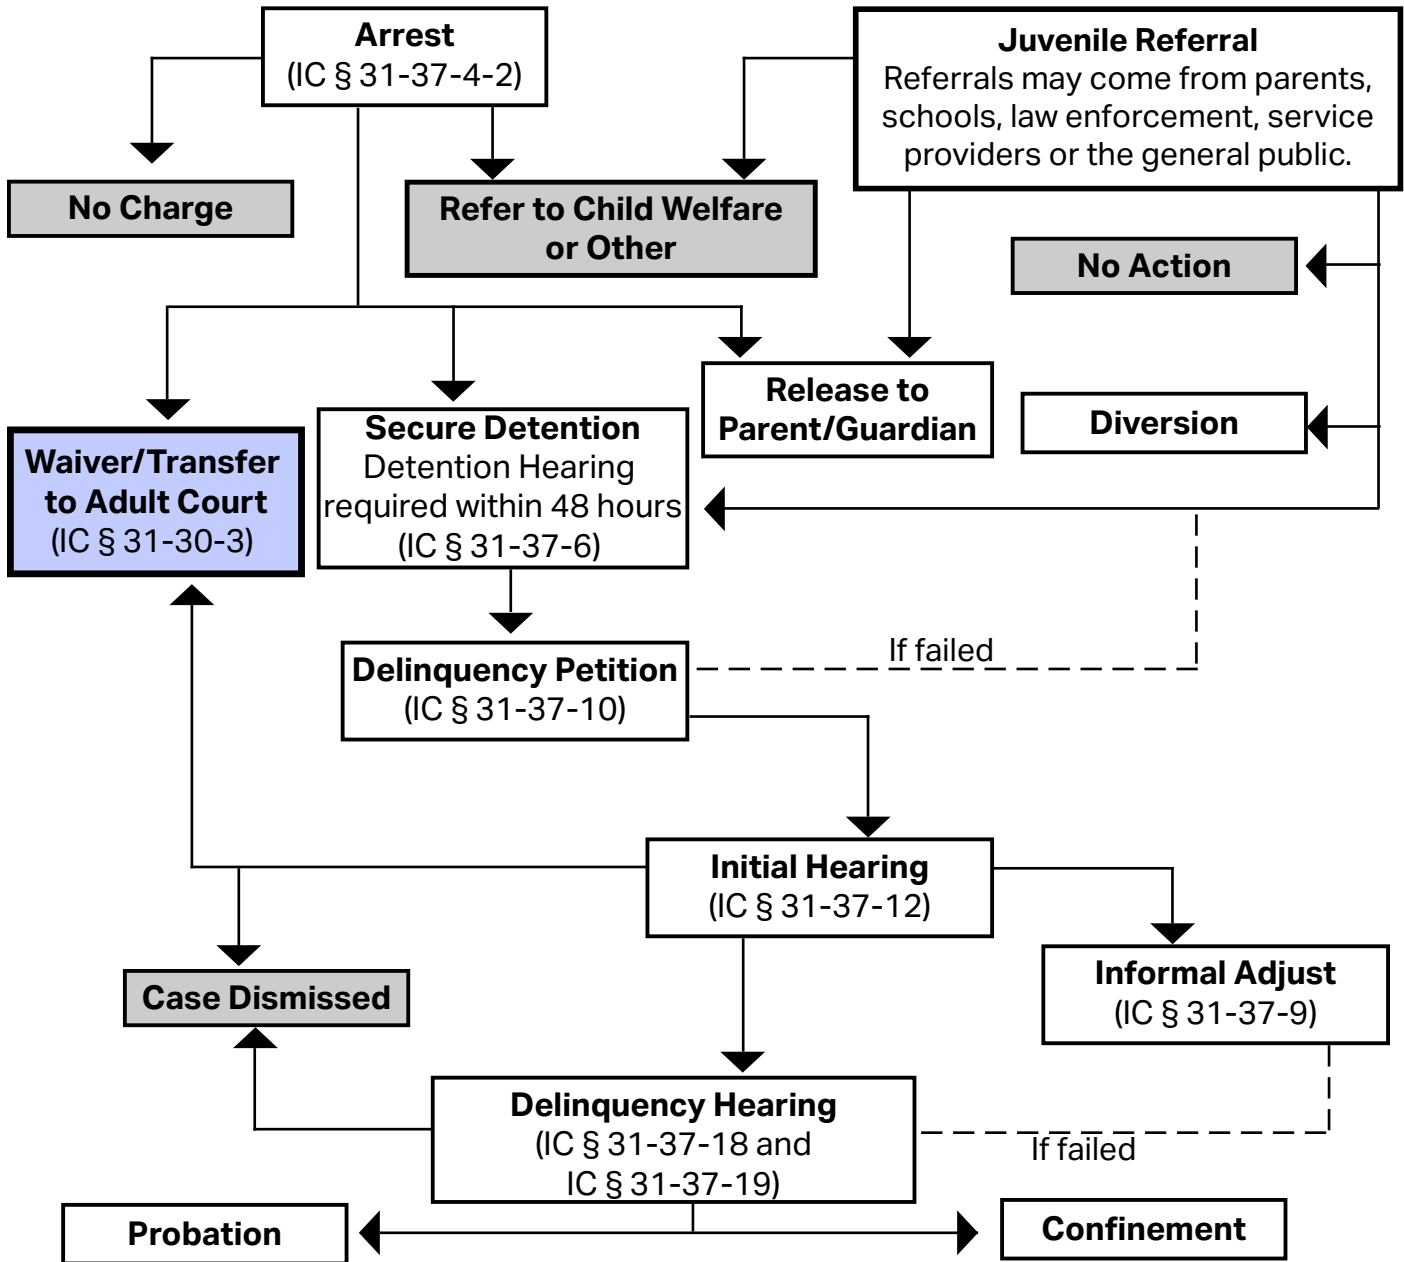 Arrest
(IC § 31-37-4-2)
Juvenile Referral
Referrals may come from parents,
schools, law enforcement, service
providers or the general public.
No Charge
Refer to Child Welfare
or Other
No Action
Release to
Parent/Guardian
Diversion
Secure Detention
Detention Hearing
required within 48 hours
(IC § 31-37-6)
Waiver/Transfer
to Adult Court
(IC § 31-30-3)
If failed
Delinquency Petition
(IC § 31-37-10)
Initial Hearing
(IC § 31-37-12)
Informal Adjust
(IC § 31-37-9)
Case Dismissed
Delinquency Hearing
(IC § 31-37-18 and
IC § 31-37-19)
If failed
Probation
Confinement